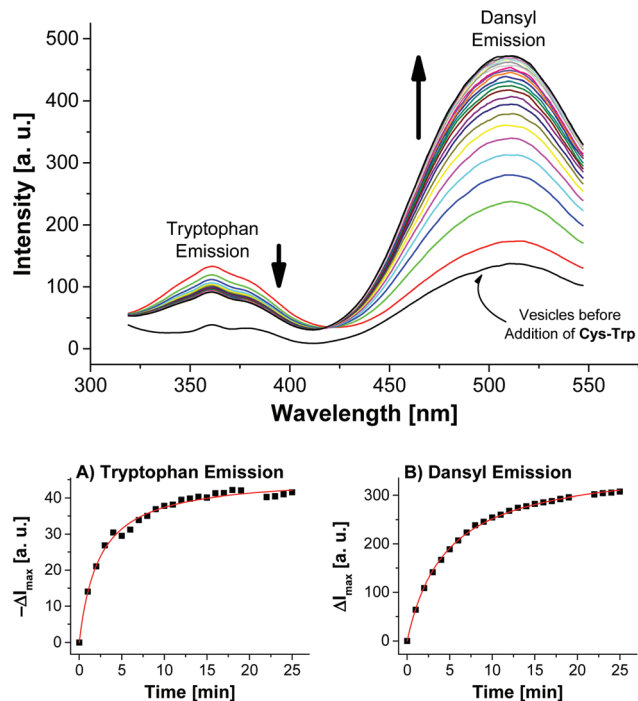 Dansyl
Emission
500
400
300
200
100
0
Intensity [a. u.]
Tryptophan
Emission
Vesicles before
Addition of Cys-Trp
300 350 400 450 500 550
Wavelength [nm]
A) Tryptophan Emission
40
30
20
10
0
−ΔImax [a. u.]
0 5 10 15 20 25
Time [min]
B) Dansyl Emission
300
200
100
0
ΔImax [a. u.]
0 5 10 15 20 25
Time [min]